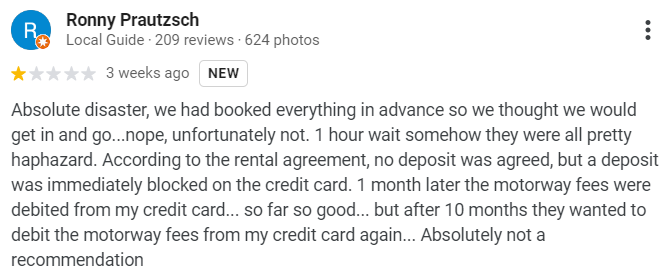 R
Ronny Prautzsch
Local Guide · 209 reviews · 624 photos
3 weeks ago NEW
Absolute disaster, we had booked everything in advance so we thought we would
get in and go...nope, unfortunately not. 1 hour wait somehow they were all pretty
haphazard. According to the rental agreement, no deposit was agreed, but a deposit
was immediately blocked on the credit card. 1 month later the motorway fees were
debited from my credit card... so far so good... but after 10 months they wanted to
debit the motorway fees from my credit card again... Absolutely not a
recommendation